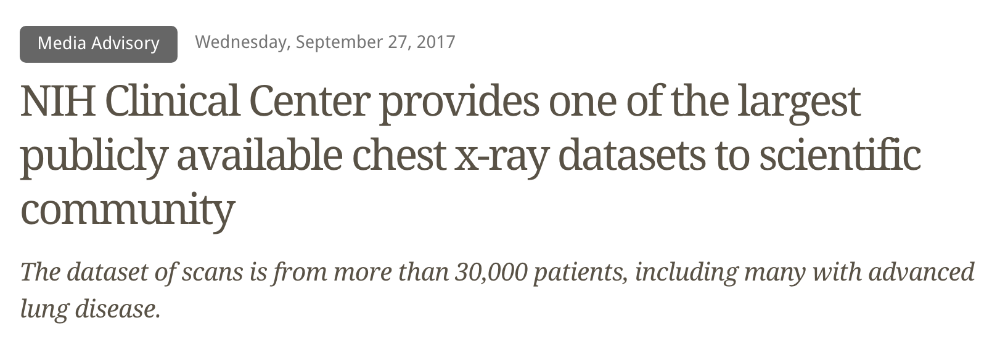 Media Advisory Wednesday, September 27, 2017
NIH Clinical Center provides one of the largest
publicly available chest x-ray datasets to scientific
community
The dataset of scans is from more than 30,000 patients, including many with advanced
lung disease.